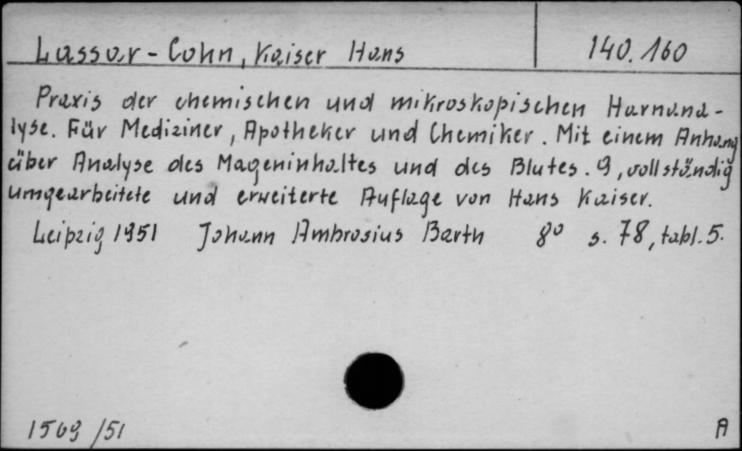 Lassar-Cohn, Kaiser Hans
140.160
Praxis der chemischen und mikroskopischen Harnana-
lyse. Für Mediziner, Apotheker und Chemiker. Mit einem Anhang
über Analyse des Mageninhaltes und des Blutes. 9, vollständig
umgearbeitete und erweiterte Auflage von Hans Kaiser.
Leipzig 1951 Johann Ambrosius Barth 8° s. 78, tabl. 5.
1569/51
A